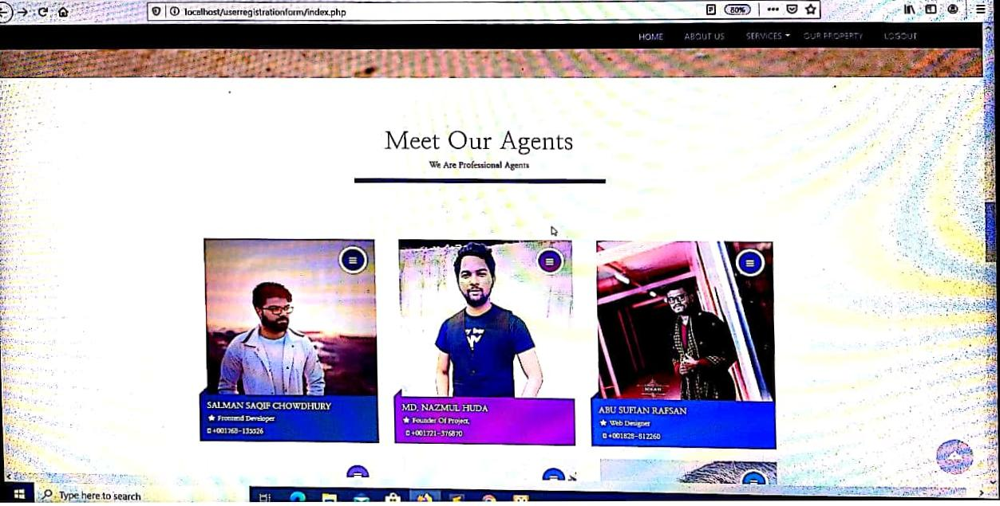 localhost/userregistrationform/index.php
80%
HOME ABOUT US SERVICES OUR PROPERTY LOGOUT
Meet Our Agents
We Are Professional Agents
SALMAN SAQIF CHOWDHURY
Frontend Developer
MD. NAZMUL HUDA
Founder Of Project,
+001721-376870
ABU SUFIAN RAFSAN
Web Designer
+001828-812260
Type here to search